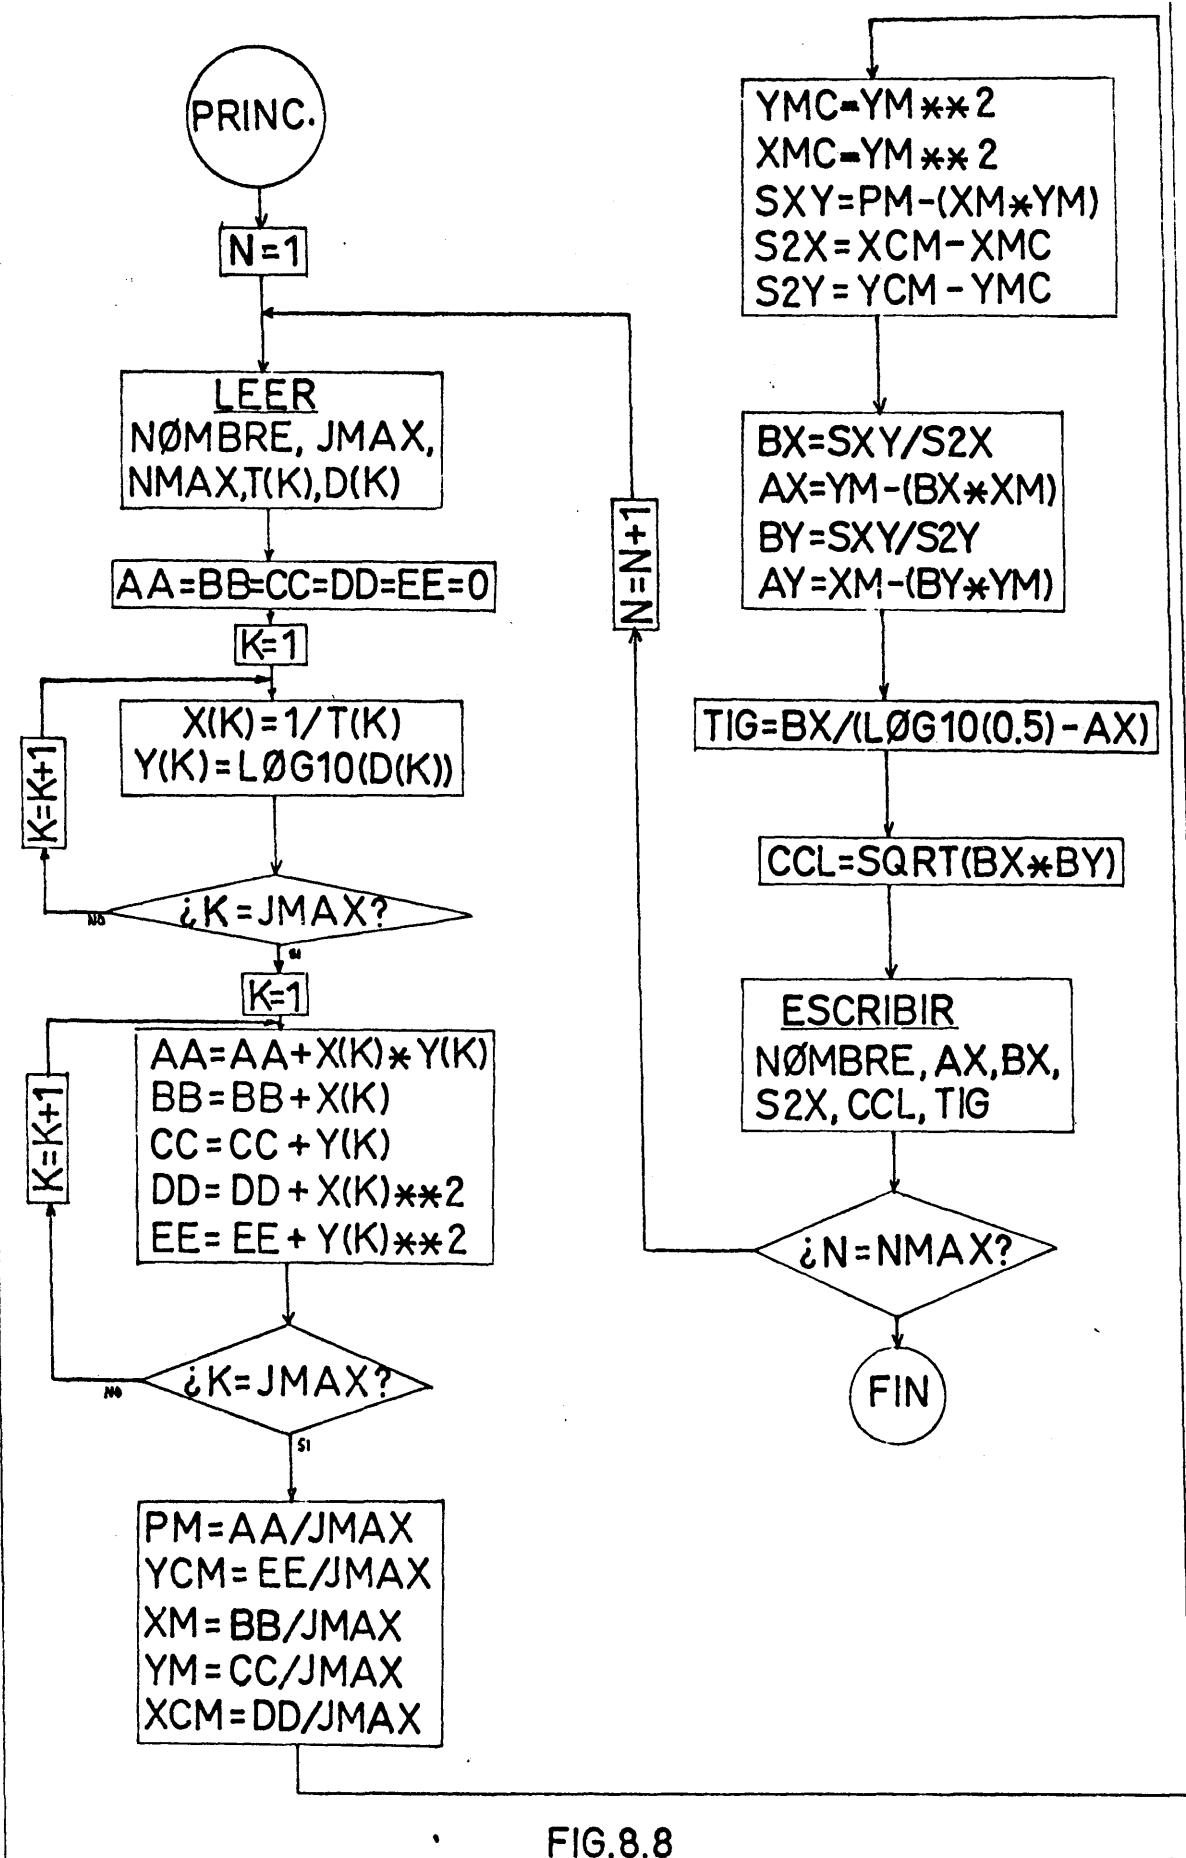 PRINC.
N=1
LEER
NØMBRE, JMAX,
NMAX,T(K),D(K)
AA=BB=CC=DD=EE=0
K=1
X(K)=1/T(K)
Y(K)=LØG10(D(K))
K=K+1
¿K=JMAX?
NO
SI
K=1
AA=AA+X(K)*Y(K)
BB=BB+X(K)
CC=CC+Y(K)
DD=DD+X(K)**2
EE=EE+Y(K)**2
K=K+1
¿K=JMAX?
NO
SI
PM=AA/JMAX
YCM=EE/JMAX
XM=BB/JMAX
YM=CC/JMAX
XCM=DD/JMAX
YMC=YM**2
XMC=YM**2
SXY=PM-(XM*YM)
S2X=XCM-XMC
S2Y=YCM-YMC
BX=SXY/S2X
AX=YM-(BX*XM)
BY=SXY/S2Y
AY=XM-(BY*YM)
TIG=BX/(LØG10(0.5)-AX)
CCL=SQRT(BX*BY)
ESCRIBIR
NØMBRE, AX,BX,
S2X, CCL, TIG
¿N=NMAX?
N=N+1
FIN
FIG.8.8